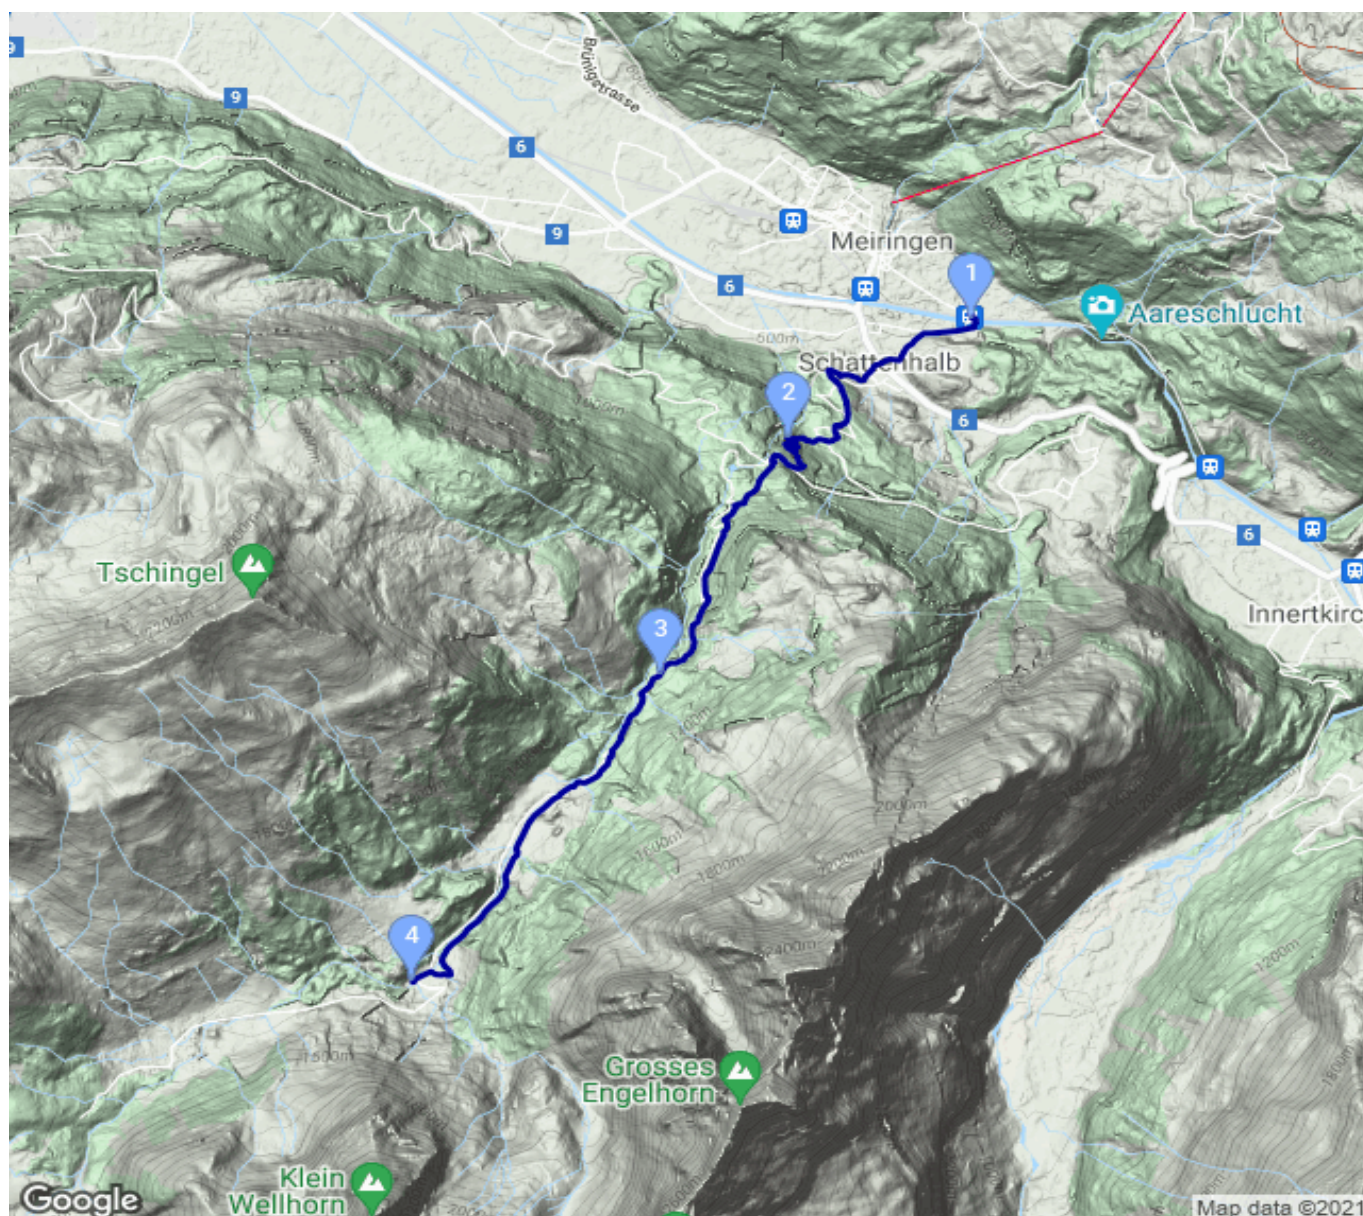 9
9
Brünigstrasse
6
9
Meiringen
1
6
Aareschlucht
500m
Schattenhalb
2
6
6
Tschingel
Innertkirc
3
2000m
1600m
1800m
2400m
1200m
4
1500m
Grosses
Engelhorn
Klein
Wellhorn
Google
Map data ©2021